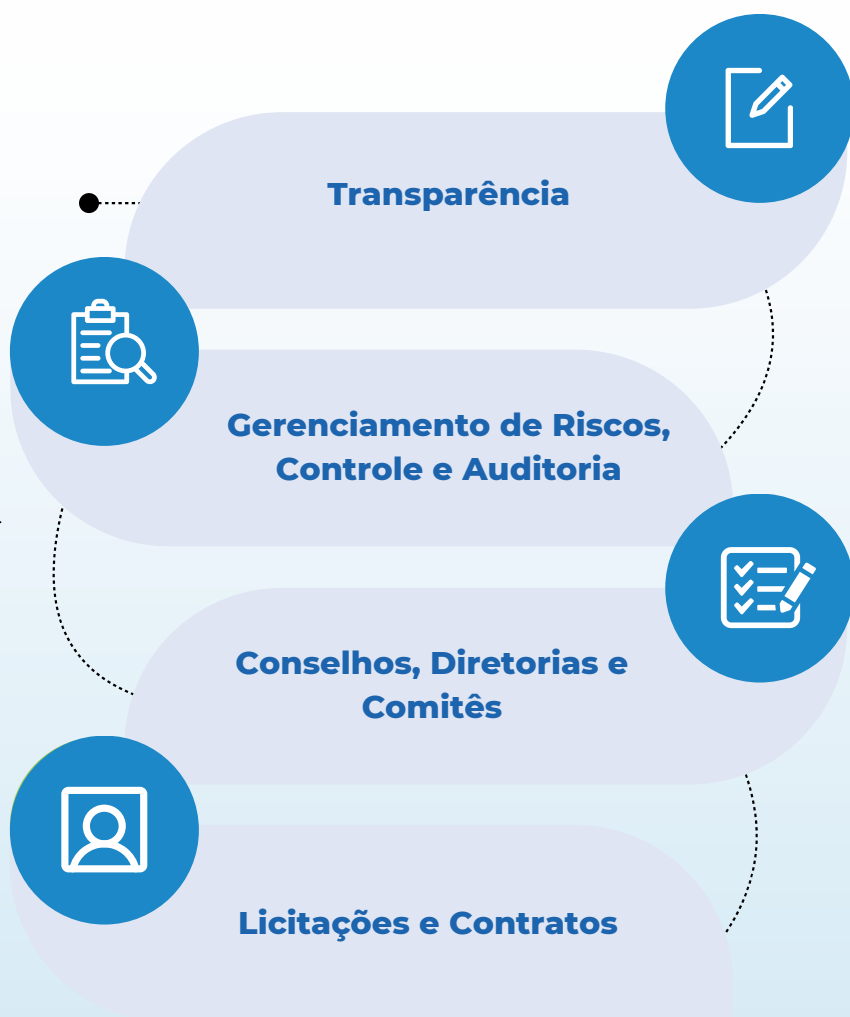 Transparência
Gerenciamento de Riscos,
Controle e Auditoria
Conselhos, Diretorias e
Comitês
Licitações e Contratos